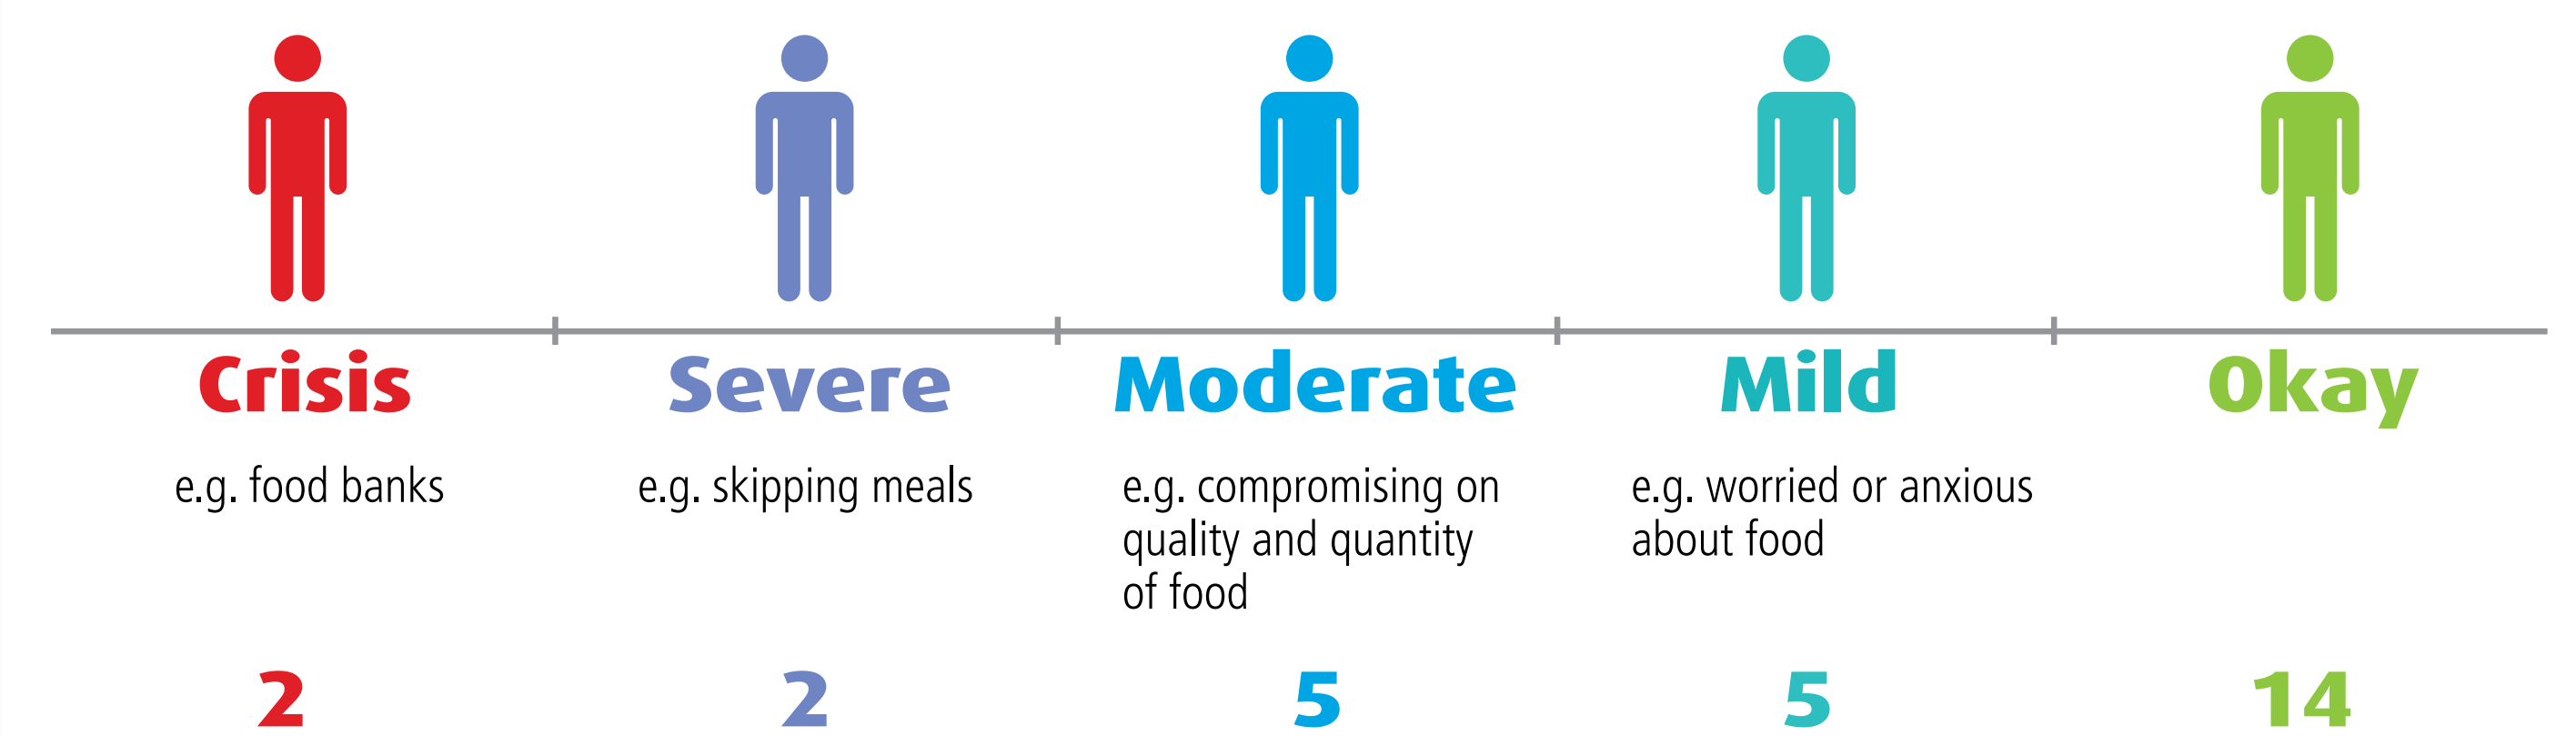 Crisis
Severe
Moderate
Mild
Okay
e.g. food banks
e.g. skipping meals
e.g. compromising on
quality and quantity
of food
e.g. worried or anxious
about food
2
2
5
5
14